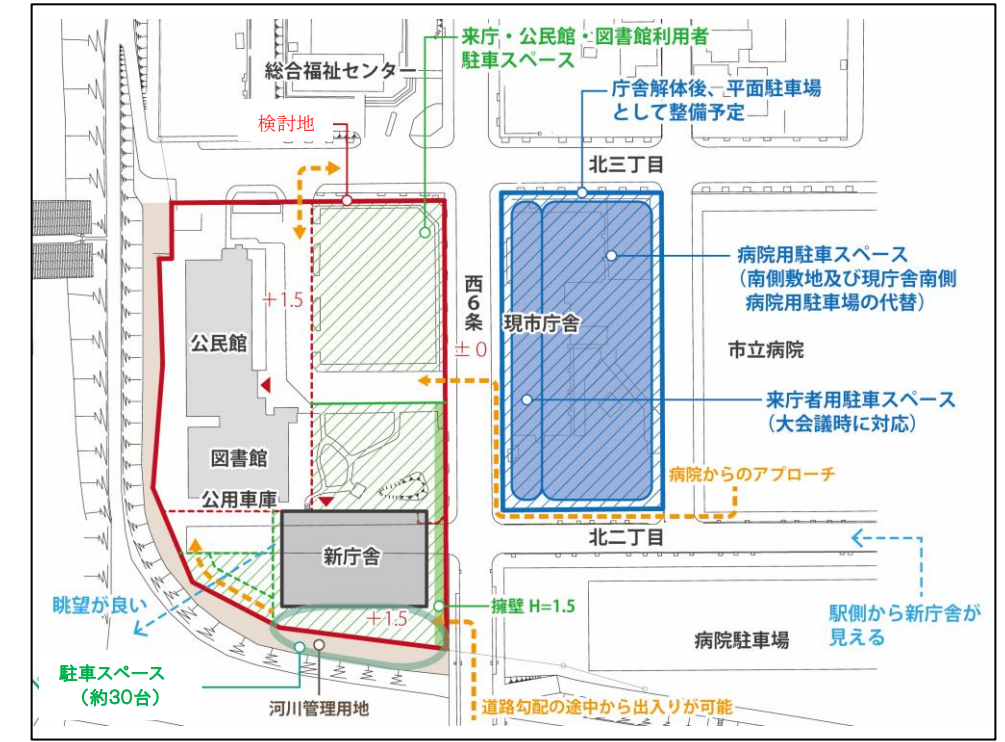 来庁・公民館・図書館利用者
駐車スペース
総合福祉センター
庁舎解体後、平面駐車場
として整備予定
検討地
北三丁目
病院用駐車スペース
（南側敷地及び現庁舎南側
病院用駐車場の代替）
＋1.5
西６条
現市庁舎
公民館
±0
市立病院
来庁者用駐車スペース
（大会議時に対応）
図書館
病院からのアプローチ
公用車庫
北二丁目
新庁舎
眺望が良い
擁壁 H=1.5
＋1.5
駅側から新庁舎が
見える
病院駐車場
駐車スペース
（約30台）
河川管理用地
道路勾配の途中から出入りが可能